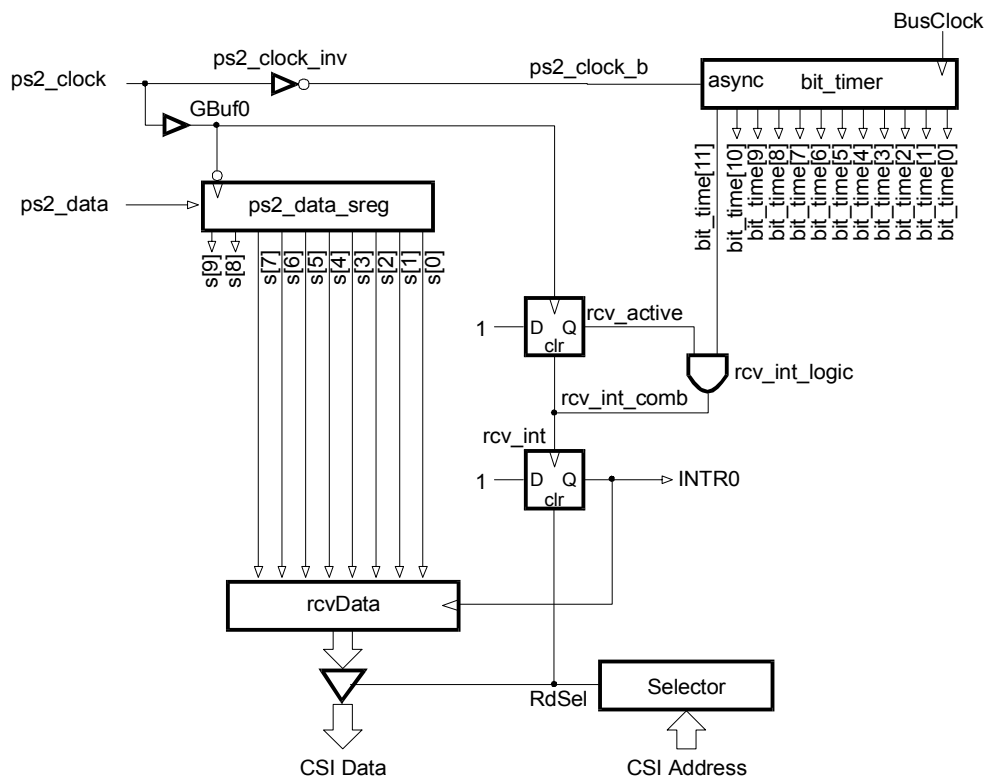 BusClock
ps2_clock
ps2_clock_inv
ps2_clock_b
async
bit_timer
GBuf0
bit_time[11]
bit_time[10]
bit_time[9]
bit_time[8]
bit_time[7]
bit_time[6]
bit_time[5]
bit_time[4]
bit_time[3]
bit_time[2]
bit_time[1]
bit_time[0]
ps2_data
ps2_data_sreg
s[9]
s[8]
s[7]
s[6]
s[5]
s[4]
s[3]
s[2]
s[1]
s[0]
1
D
Q
clr
rcv_active
rcv_int_logic
rcv_int_comb
rcv_int
1
D
Q
clr
INTR0
rcvData
RdSel
Selector
CSI Data
CSI Address